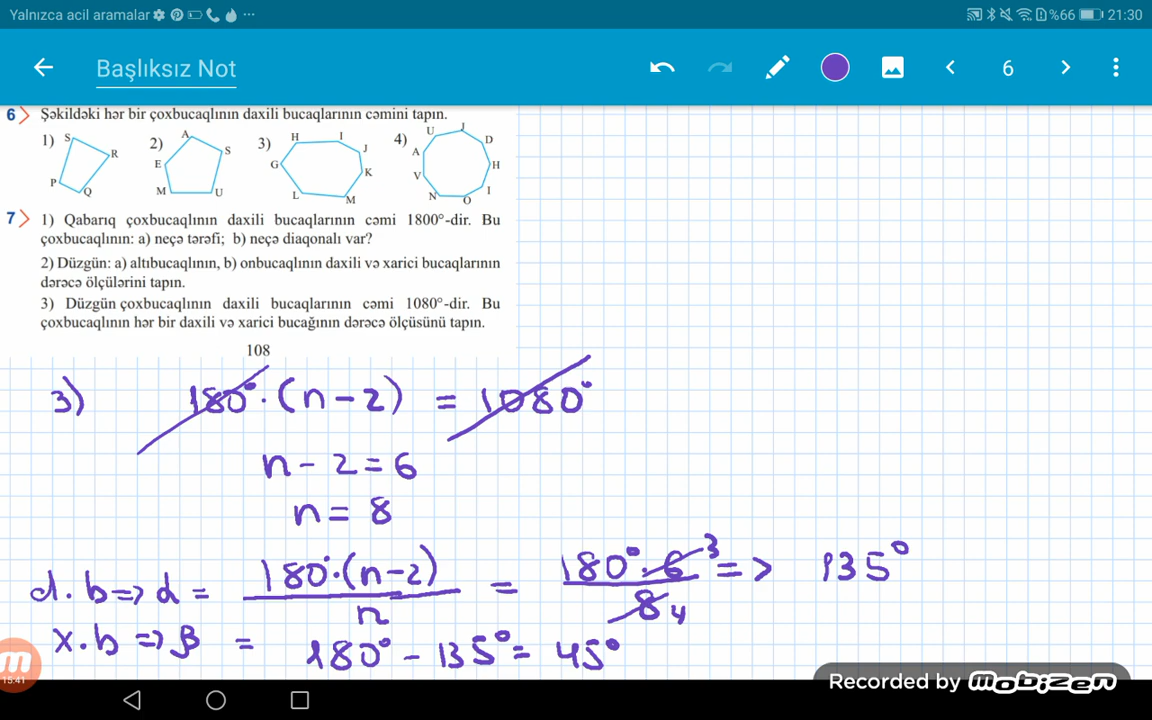 Yalnızca acil aramalar ... %66 21:30
Başlıksız Not 6
6 Şəkildəki hər bir çoxbucaqlının daxili bucaqlarının cəmini tapın.
1) S R P Q
2) A S E M U
3) H I J G K L M
4) U J D A H V I N O
7 1) Qabarıq çoxbucaqlının daxili bucaqlarının cəmi 1800°-dir. Bu
çoxbucaqlının: a) neçə tərəfi; b) neçə diaqonalı var?
2) Düzgün: a) altıbucaqlının, b) onbucaqlının daxili və xarici bucaqlarının
dərəcə ölçülərini tapın.
3) Düzgün çoxbucaqlının daxili bucaqlarının cəmi 1080°-dir. Bu
çoxbucaqlının hər bir daxili və xarici bucağının dərəcə ölçüsünü tapın.
108
3) 180° · (n – 2) = 1080°
n – 2 = 6
n = 8
d.b => α = 180° · (n–2) / n = 180° · 6 3 / 8 4 => 135°
x.b => β = 180° – 135° = 45°
15:41
Recorded by mobizen